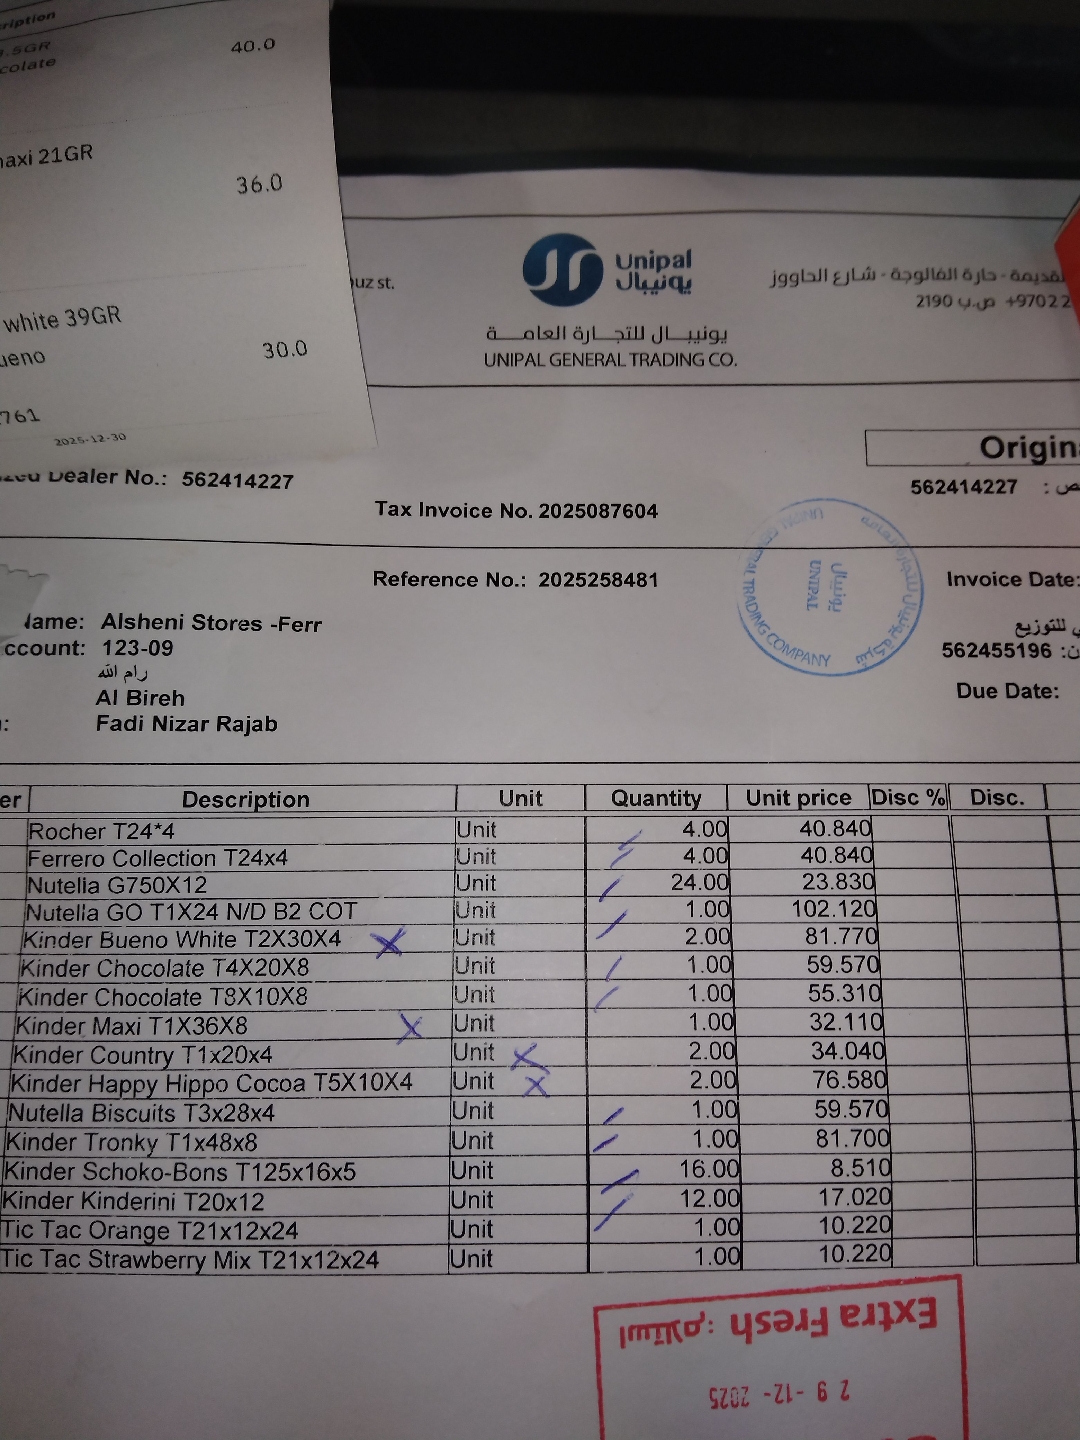 40.0
maxi 21GR
36.0
white 39GR
30.0
2025-12-30
uz st.
Unipal
يونيبال
يونيبال للتجارة العامة
UNIPAL GENERAL TRADING CO.
حارة الفالوجة - شارع الحاووز
ص.ب 2190
Dealer No.: 562414227
Tax Invoice No. 2025087604
562414227
Reference No.: 2025258481
Invoice Date:
UNIPAL GENERAL TRADING COMPANY
يونيبال
UNIPAL
ame: Alsheni Stores -Ferr
ccount: 123-09
رام الله
Al Bireh
Fadi Nizar Rajab
للتوزيع
562455196
Due Date:
er Description Unit Quantity Unit price Disc % Disc.
Rocher T24*4 Unit 4.00 40.840
Ferrero Collection T24x4 Unit 4.00 40.840
Nutella G750X12 Unit 24.00 23.830
Nutella GO T1X24 N/D B2 COT Unit 1.00 102.120
Kinder Bueno White T2X30X4 Unit 2.00 81.770
Kinder Chocolate T4X20X8 Unit 1.00 59.570
Kinder Chocolate T8X10X8 Unit 1.00 55.310
Kinder Maxi T1X36X8 Unit 1.00 32.110
Kinder Country T1x20x4 Unit 2.00 34.040
Kinder Happy Hippo Cocoa T5X10X4 Unit 2.00 76.580
Nutella Biscuits T3x28x4 Unit 1.00 59.570
Kinder Tronky T1x48x8 Unit 1.00 81.700
Kinder Schoko-Bons T125x16x5 Unit 16.00 8.510
Kinder Kinderini T20x12 Unit 12.00 17.020
Tic Tac Orange T21x12x24 Unit 1.00 10.220
Tic Tac Strawberry Mix T21x12x24 Unit 1.00 10.220
Extra Fresh استلام:
29-12-2025